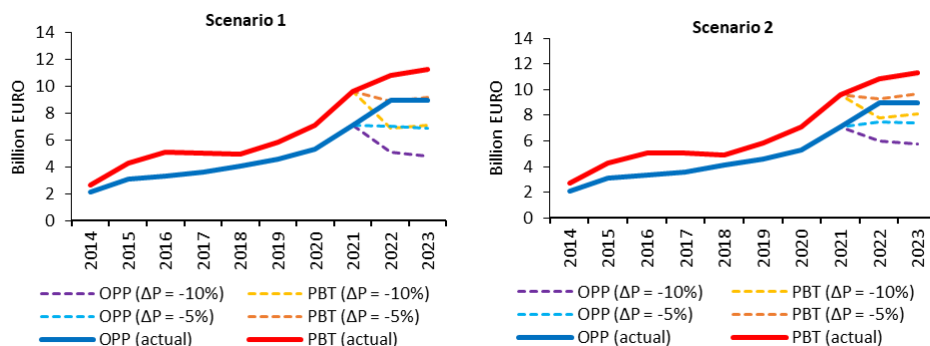 Scenario 1
Billion EURO
14
12
10
8
6
4
2
0
2014 2015 2016 2017 2018 2019 2020 2021 2022 2023
OPP (ΔP = -10%) PBT (ΔP = -10%)
OPP (ΔP = -5%) PBT (ΔP = -5%)
OPP (actual) PBT (actual)
Scenario 2
Billion EURO
14
12
10
8
6
4
2
0
2014 2015 2016 2017 2018 2019 2020 2021 2022 2023
OPP (ΔP = -10%) PBT (ΔP = -10%)
OPP (ΔP = -5%) PBT (ΔP = -5%)
OPP (actual) PBT (actual)